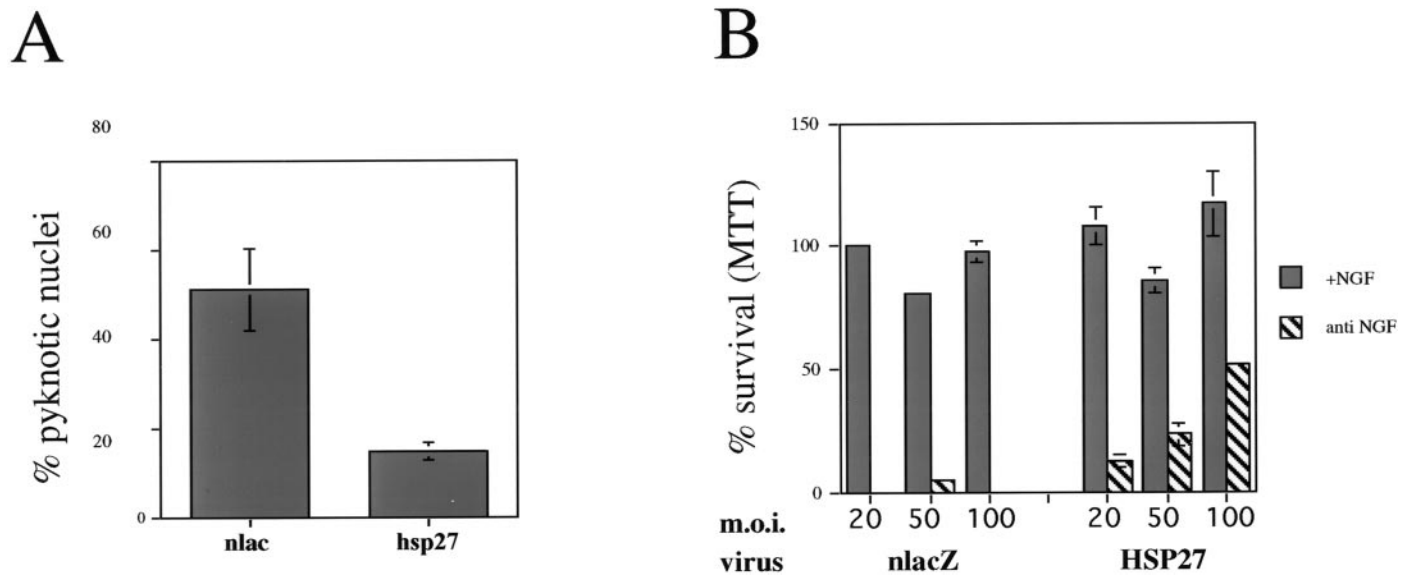 A
80
60
40
20
0
% pyknotic nuclei
nlac hsp27
B
150
100
50
0
% survival (MTT)
+NGF
anti NGF
m.o.i. 20 50 100 20 50 100
virus nlacZ HSP27